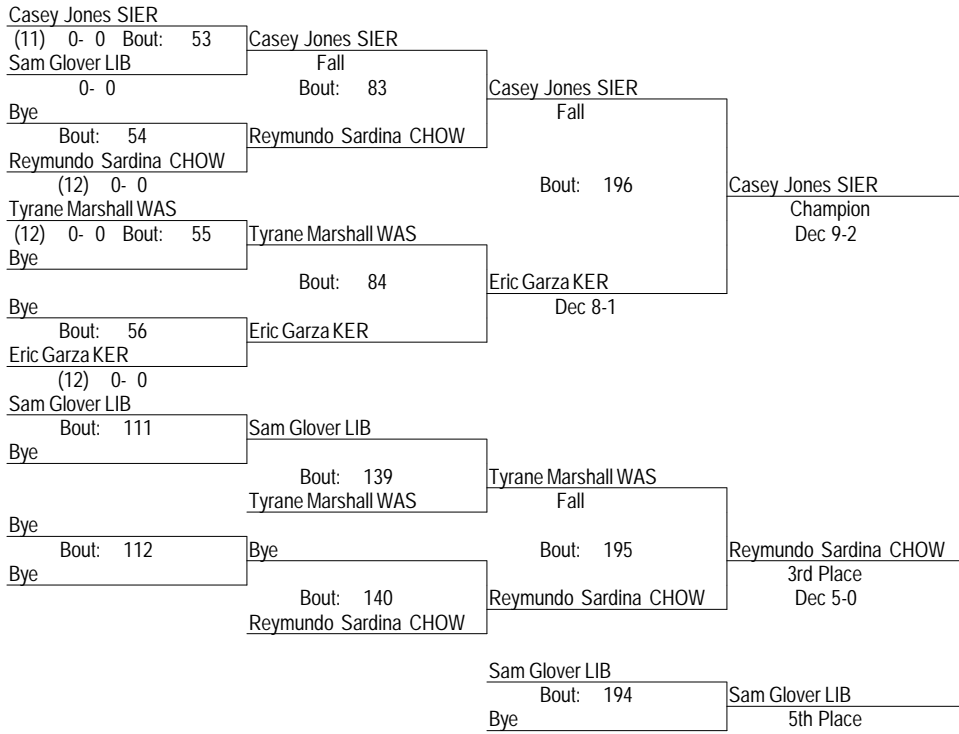 Casey Jones SIER
(11) 0- 0 Bout: 53 Casey Jones SIER
Sam Glover LIB Fall
0- 0 Bout: 83 Casey Jones SIER
Bye Fall
Bout: 54 Reymundo Sardina CHOW
Reymundo Sardina CHOW
(12) 0- 0 Bout: 196 Casey Jones SIER
Tyrane Marshall WAS Champion
(12) 0- 0 Bout: 55 Tyrane Marshall WAS Dec 9-2
Bye
Bout: 84 Eric Garza KER
Bye Dec 8-1
Bout: 56 Eric Garza KER
Eric Garza KER
(12) 0- 0
Sam Glover LIB
Bout: 111 Sam Glover LIB
Bye
Bout: 139 Tyrane Marshall WAS
Tyrane Marshall WAS Fall
Bye
Bout: 112 Bye Bout: 195 Reymundo Sardina CHOW
Bye 3rd Place
Bout: 140 Reymundo Sardina CHOW Dec 5-0
Reymundo Sardina CHOW
Sam Glover LIB
Bout: 194 Sam Glover LIB
Bye 5th Place